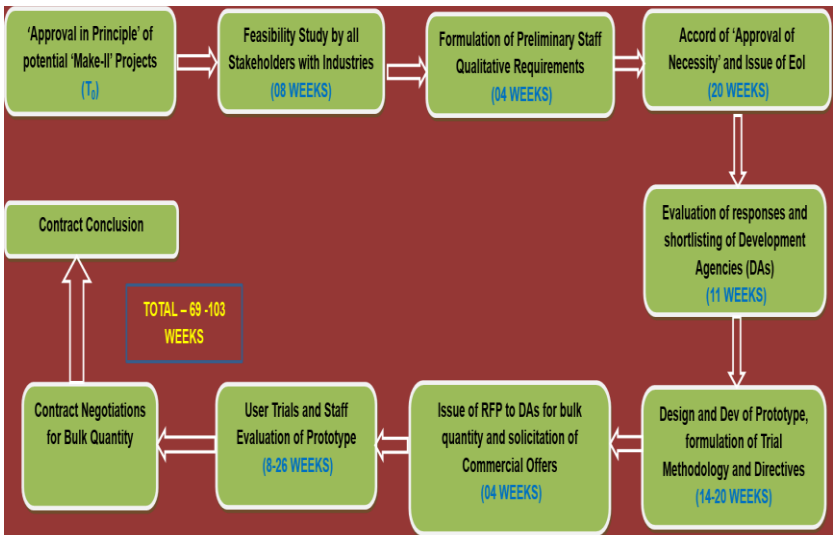 ‘Approval in Principle’ of
potential ‘Make-II’ Projects
(T₀)
Feasibility Study by all
Stakeholders with Industries
(08 WEEKS)
Formulation of Preliminary Staff
Qualitative Requirements
(04 WEEKS)
Accord of ‘Approval of
Necessity’ and Issue of EoI
(20 WEEKS)
Evaluation of responses and
shortlisting of Development
Agencies (DAs)
(11 WEEKS)
Design and Dev of Prototype,
formulation of Trial
Methodology and Directives
(14-20 WEEKS)
Issue of RFP to DAs for bulk
quantity and solicitation of
Commercial Offers
(04 WEEKS)
User Trials and Staff
Evaluation of Prototype
(8-26 WEEKS)
Contract Negotiations
for Bulk Quantity
Contract Conclusion
TOTAL – 69 -103
WEEKS